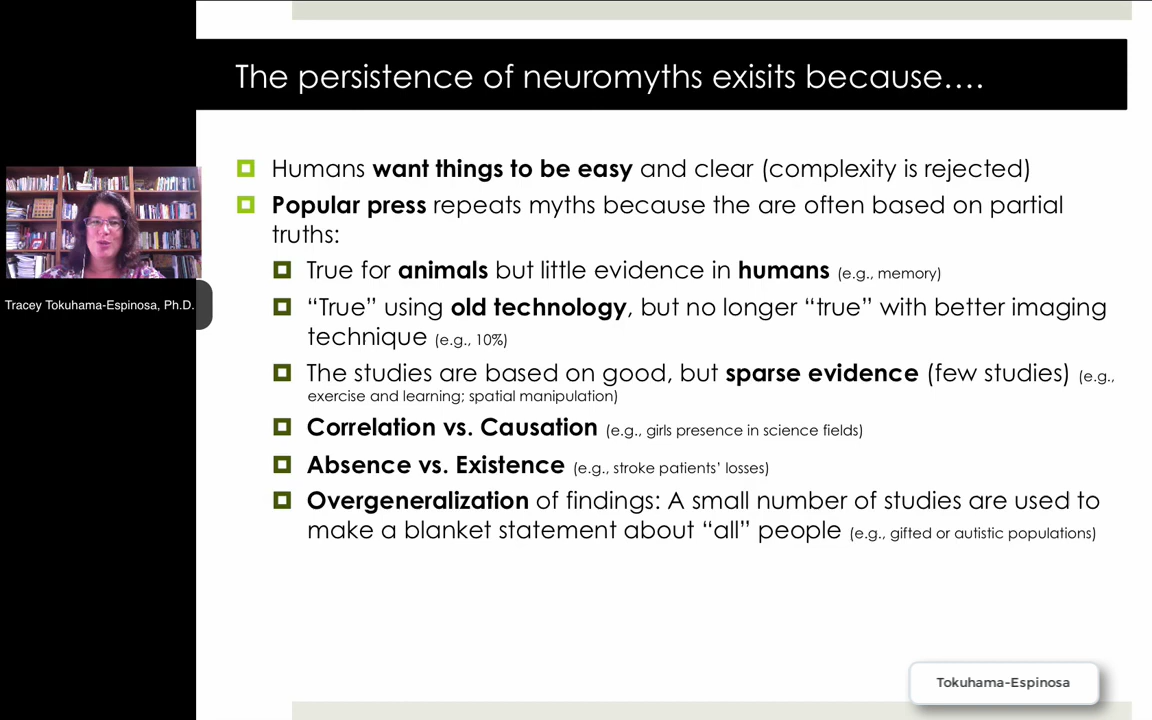 The persistence of neuromyths exisits because....
Humans want things to be easy and clear (complexity is rejected)
Popular press repeats myths because the are often based on partial
truths:
True for animals but little evidence in humans (e.g., memory)
“True” using old technology, but no longer “true” with better imaging
technique (e.g., 10%)
The studies are based on good, but sparse evidence (few studies) (e.g.,
exercise and learning; spatial manipulation)
Correlation vs. Causation (e.g., girls presence in science fields)
Absence vs. Existence (e.g., stroke patients’ losses)
Overgeneralization of findings: A small number of studies are used to
make a blanket statement about “all” people (e.g., gifted or autistic populations)
Tracey Tokuhama-Espinosa, Ph.D.
Tokuhama-Espinosa